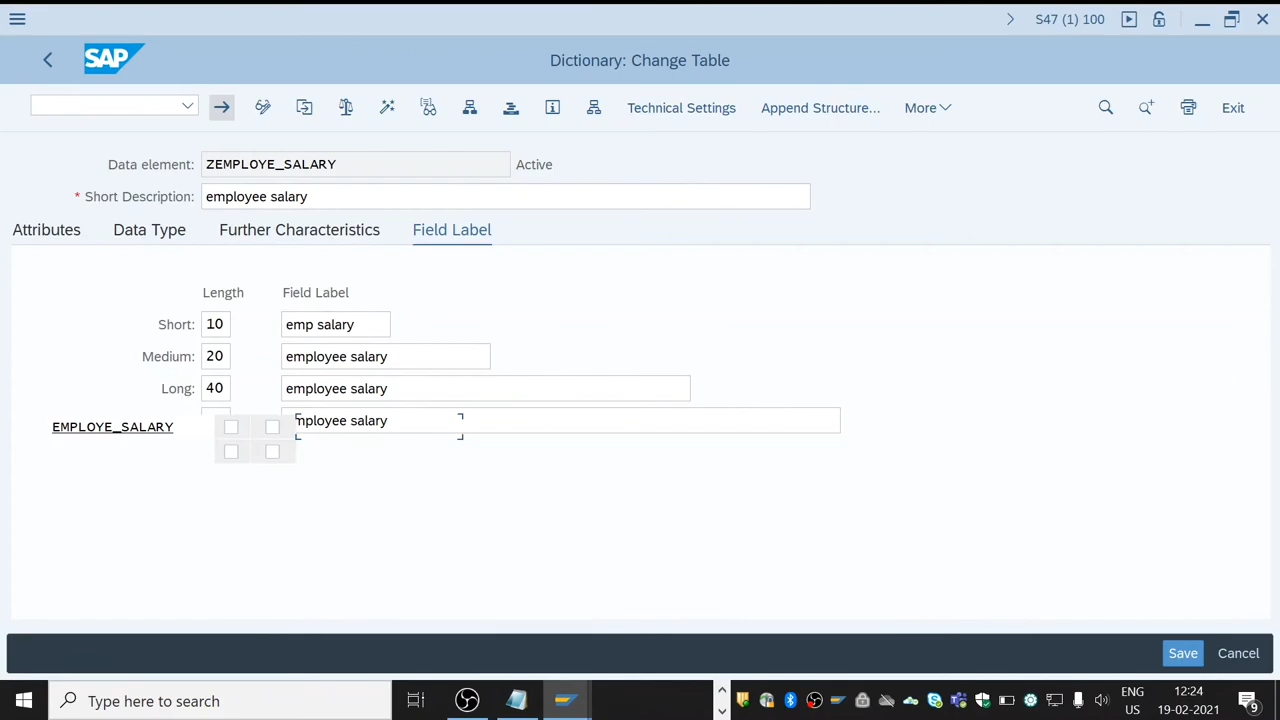 S47 (1) 100
SAP
Dictionary: Change Table
Technical Settings Append Structure... More Exit
Data element: ZEMPLOYE_SALARY Active
* Short Description: employee salary
Attributes Data Type Further Characteristics Field Label
Length Field Label
Short: 10 emp salary
Medium: 20 employee salary
Long: 40 employee salary
mployee salary
EMPLOYE_SALARY
Save Cancel
Type here to search
ENG
US
12:24
19-02-2021
9